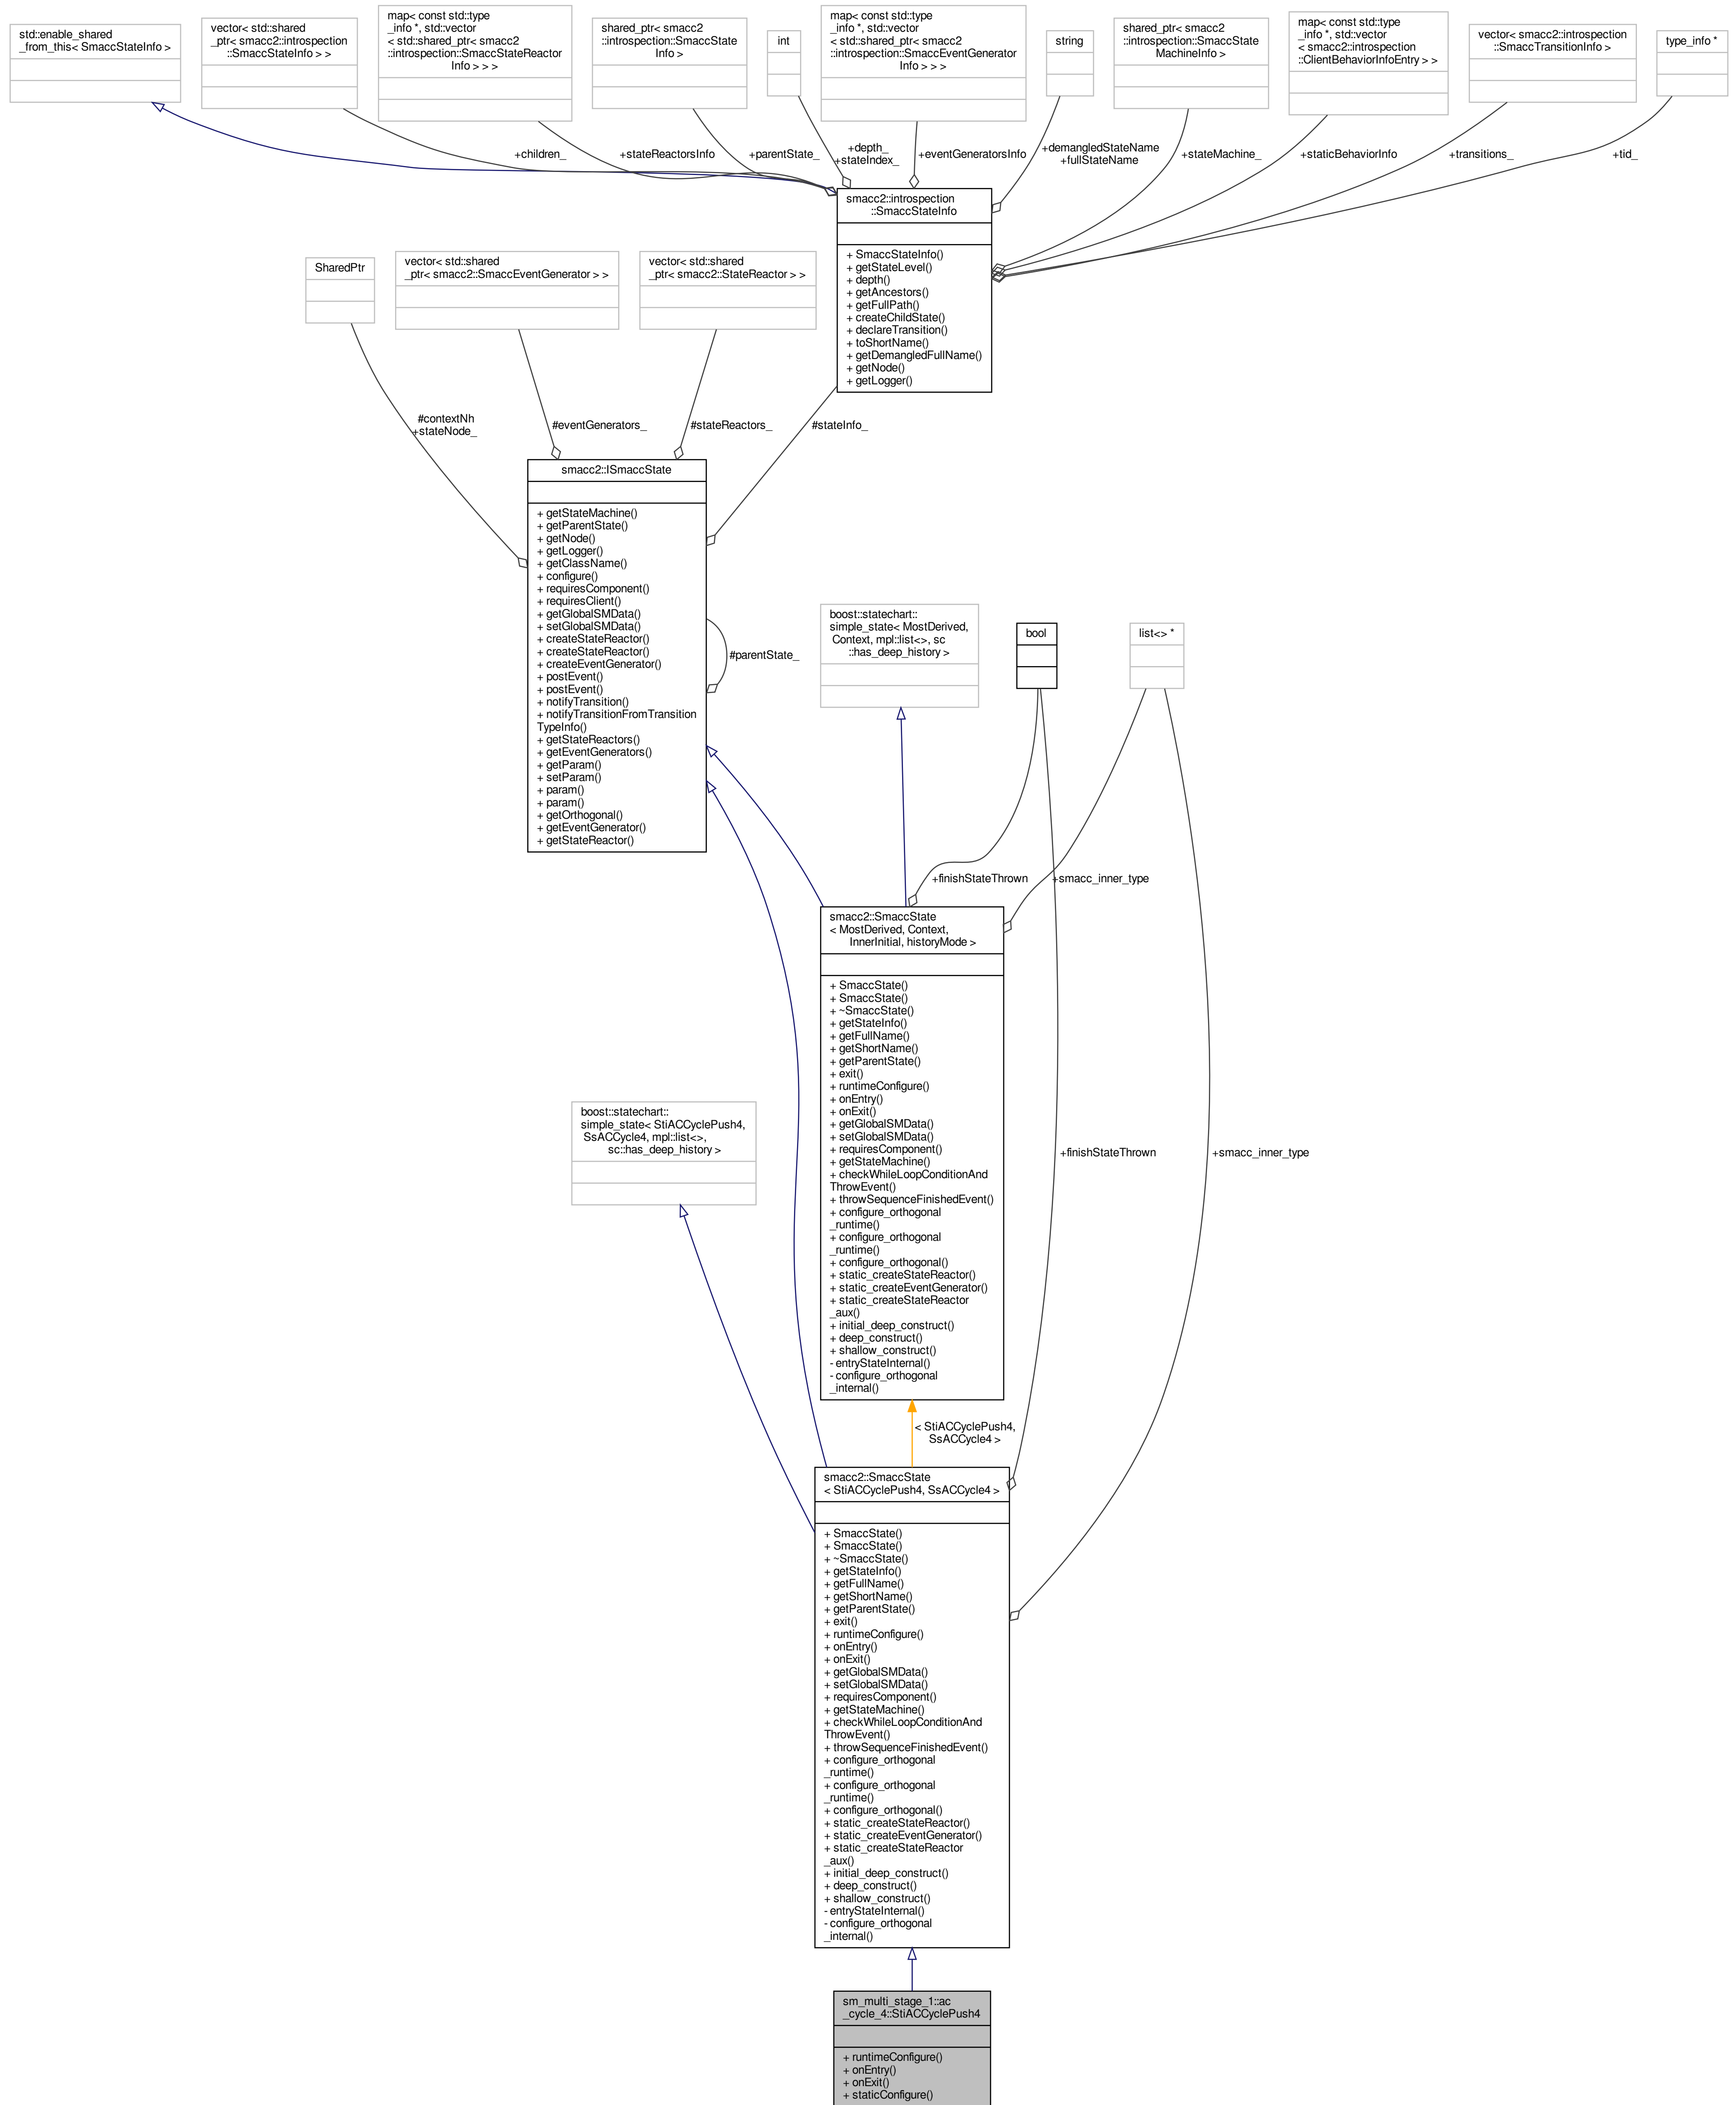 std::enable_shared
_from_this< SmaccStateInfo >
vector< std::shared
_ptr< smacc2::introspection
::SmaccStateInfo > >
map< const std::type
_info *, std::vector
< std::shared_ptr< smacc2
::introspection::SmaccStateReactor
Info > > >
shared_ptr< smacc2
::introspection::SmaccState
Info >
int
map< const std::type
_info *, std::vector
< std::shared_ptr< smacc2
::introspection::SmaccEventGenerator
Info > > >
string
shared_ptr< smacc2
::introspection::SmaccState
MachineInfo >
map< const std::type
_info *, std::vector
< smacc2::introspection
::ClientBehaviorInfoEntry > >
vector< smacc2::introspection
::SmaccTransitionInfo >
type_info *
+children_
+stateReactorsInfo
+parentState_
+depth_
+stateIndex_
+eventGeneratorsInfo
+demangledStateName
+fullStateName
+stateMachine_
+staticBehaviorInfo
+transitions_
+tid_
smacc2::introspection
::SmaccStateInfo
+ SmaccStateInfo()
+ getStateLevel()
+ depth()
+ getAncestors()
+ getFullPath()
+ createChildState()
+ declareTransition()
+ toShortName()
+ getDemangledFullName()
+ getNode()
+ getLogger()
SharedPtr
vector< std::shared
_ptr< smacc2::SmaccEventGenerator > >
vector< std::shared
_ptr< smacc2::StateReactor > >
#contextNh
+stateNode_
#eventGenerators_
#stateReactors_
#stateInfo_
smacc2::ISmaccState
+ getStateMachine()
+ getParentState()
+ getNode()
+ getLogger()
+ getClassName()
+ configure()
+ requiresComponent()
+ requiresClient()
+ getGlobalSMData()
+ setGlobalSMData()
+ createStateReactor()
+ createStateReactor()
+ createEventGenerator()
+ postEvent()
+ postEvent()
+ notifyTransition()
+ notifyTransitionFromTransition
TypeInfo()
+ getStateReactors()
+ getEventGenerators()
+ getParam()
+ setParam()
+ param()
+ param()
+ getOrthogonal()
+ getEventGenerator()
+ getStateReactor()
#parentState_
boost::statechart::
simple_state< MostDerived,
Context, mpl::list<>, sc
::has_deep_history >
bool
list<> *
+finishStateThrown
+smacc_inner_type
smacc2::SmaccState
< MostDerived, Context,
InnerInitial, historyMode >
+ SmaccState()
+ SmaccState()
+ ~SmaccState()
+ getStateInfo()
+ getFullName()
+ getShortName()
+ getParentState()
+ exit()
+ runtimeConfigure()
+ onEntry()
+ onExit()
+ getGlobalSMData()
+ setGlobalSMData()
+ requiresComponent()
+ getStateMachine()
+ checkWhileLoopConditionAnd
ThrowEvent()
+ throwSequenceFinishedEvent()
+ configure_orthogonal
_runtime()
+ configure_orthogonal
_runtime()
+ configure_orthogonal()
+ static_createStateReactor()
+ static_createEventGenerator()
+ static_createStateReactor
_aux()
+ initial_deep_construct()
+ deep_construct()
+ shallow_construct()
- entryStateInternal()
- configure_orthogonal
_internal()
boost::statechart::
simple_state< StiACCyclePush4,
SsACCycle4, mpl::list<>,
sc::has_deep_history >
+finishStateThrown
+smacc_inner_type
< StiACCyclePush4,
SsACCycle4 >
smacc2::SmaccState
< StiACCyclePush4, SsACCycle4 >
+ SmaccState()
+ SmaccState()
+ ~SmaccState()
+ getStateInfo()
+ getFullName()
+ getShortName()
+ getParentState()
+ exit()
+ runtimeConfigure()
+ onEntry()
+ onExit()
+ getGlobalSMData()
+ setGlobalSMData()
+ requiresComponent()
+ getStateMachine()
+ checkWhileLoopConditionAnd
ThrowEvent()
+ throwSequenceFinishedEvent()
+ configure_orthogonal
_runtime()
+ configure_orthogonal
_runtime()
+ configure_orthogonal()
+ static_createStateReactor()
+ static_createEventGenerator()
+ static_createStateReactor
_aux()
+ initial_deep_construct()
+ deep_construct()
+ shallow_construct()
- entryStateInternal()
- configure_orthogonal
_internal()
sm_multi_stage_1::ac
_cycle_4::StiACCyclePush4
+ runtimeConfigure()
+ onEntry()
+ onExit()
+ staticConfigure()